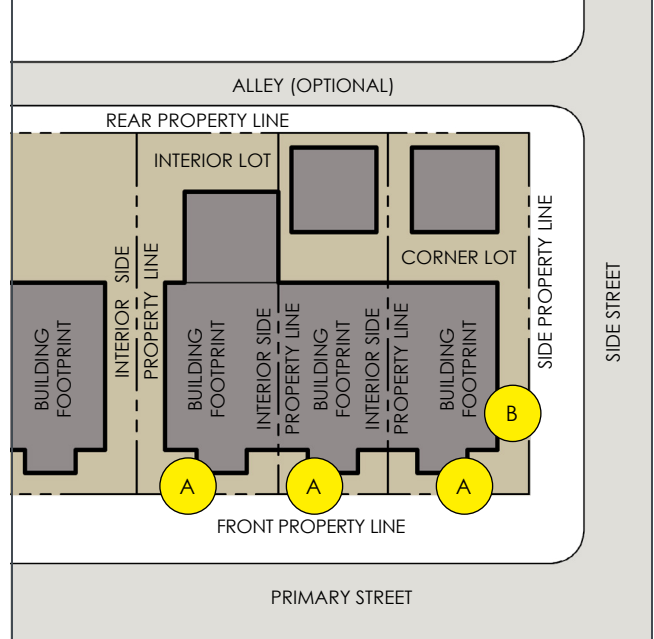 ALLEY (OPTIONAL)
REAR PROPERTY LINE
INTERIOR LOT
CORNER LOT
INTERIOR SIDE
PROPERTY LINE
SIDE PROPERTY LINE
SIDE STREET
BUILDING
FOOTPRINT
BUILDING
FOOTPRINT
INTERIOR SIDE
PROPERTY LINE
BUILDING
FOOTPRINT
INTERIOR SIDE
PROPERTY LINE
BUILDING
FOOTPRINT
B
A
A
A
FRONT PROPERTY LINE
PRIMARY STREET